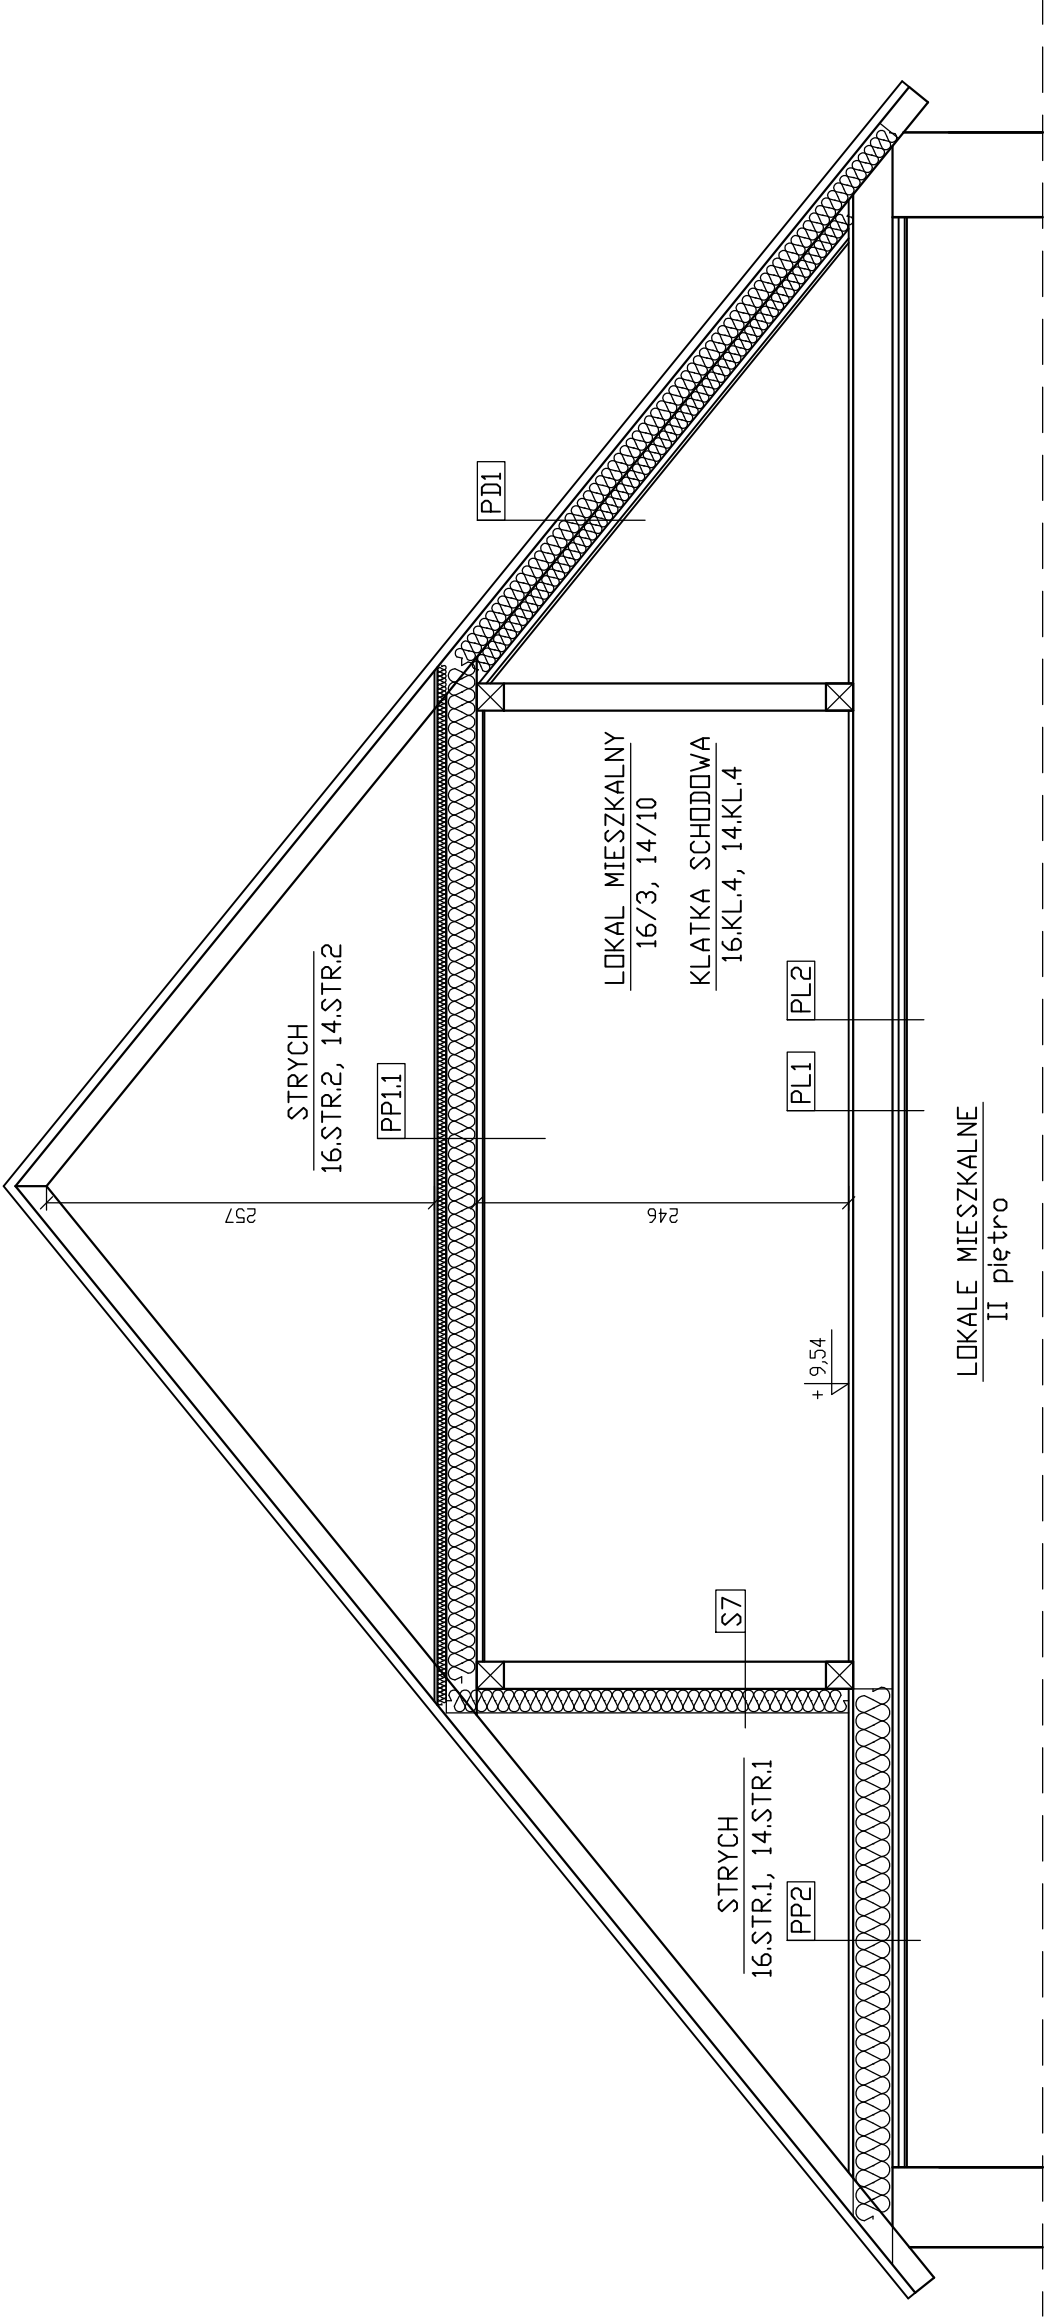 STRYCH
16.STR.2, 14.STR.2
PP1.1
257
PD1
246
LOKAL MIESZKALNY
16/3, 14/10
KLATKA SCHODOWA
16.KL.4, 14.KL.4
S7
STRYCH
16.STR.1, 14.STR.1
PP2
+ 9,54
PL1
PL2
LOKALE MIESZKALNE
II piętro